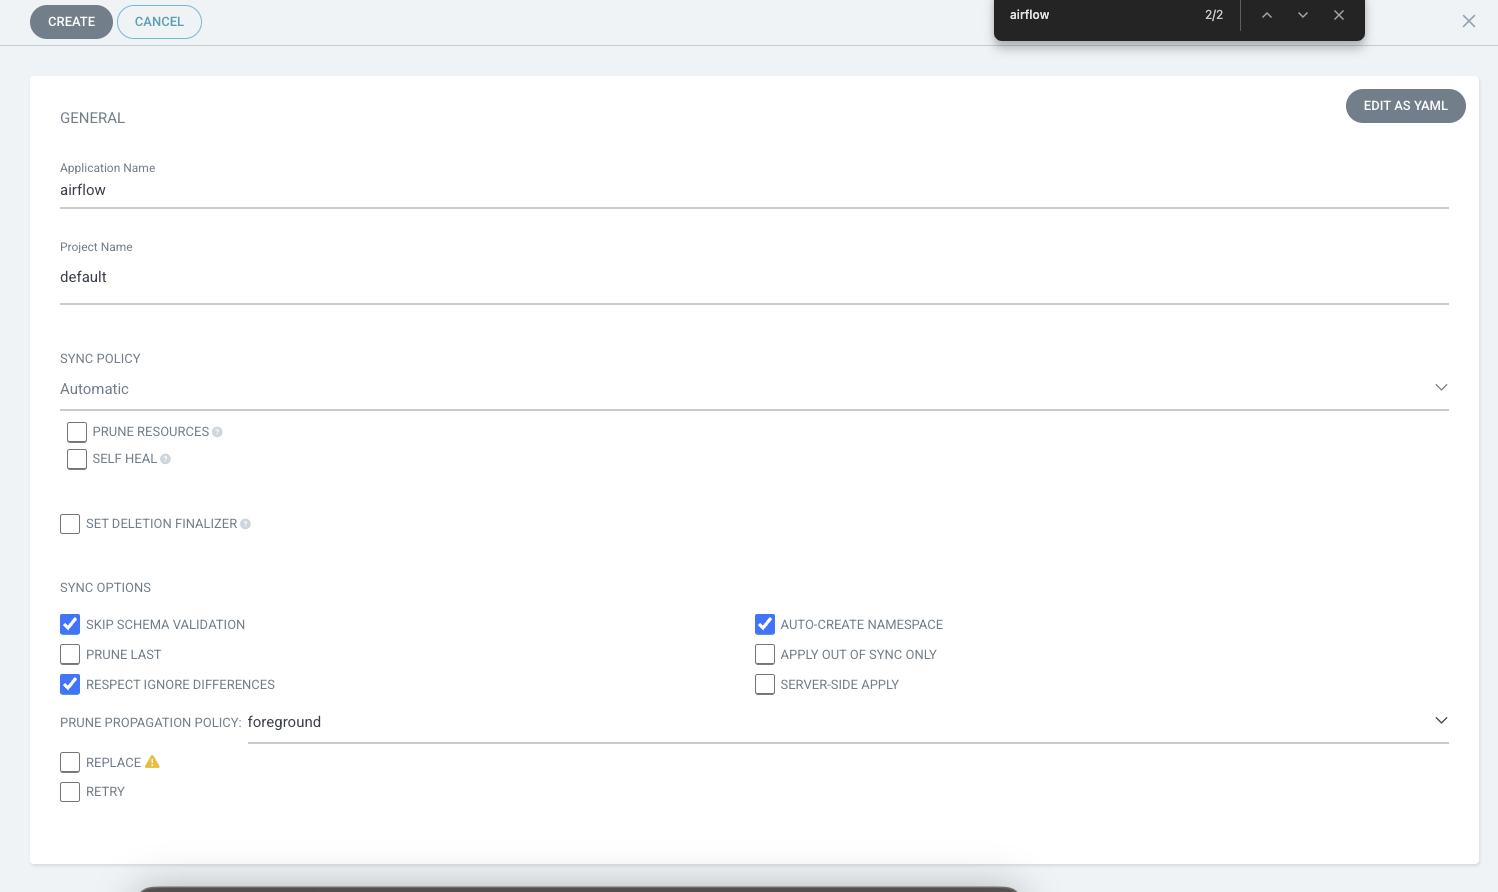 CREATE CANCEL airflow 2/2
EDIT AS YAML
GENERAL
Application Name
airflow
Project Name
default
SYNC POLICY
Automatic
PRUNE RESOURCES ?
SELF HEAL ?
SET DELETION FINALIZER ?
SYNC OPTIONS
SKIP SCHEMA VALIDATION AUTO-CREATE NAMESPACE
PRUNE LAST APPLY OUT OF SYNC ONLY
RESPECT IGNORE DIFFERENCES SERVER-SIDE APPLY
PRUNE PROPAGATION POLICY: foreground
REPLACE
RETRY